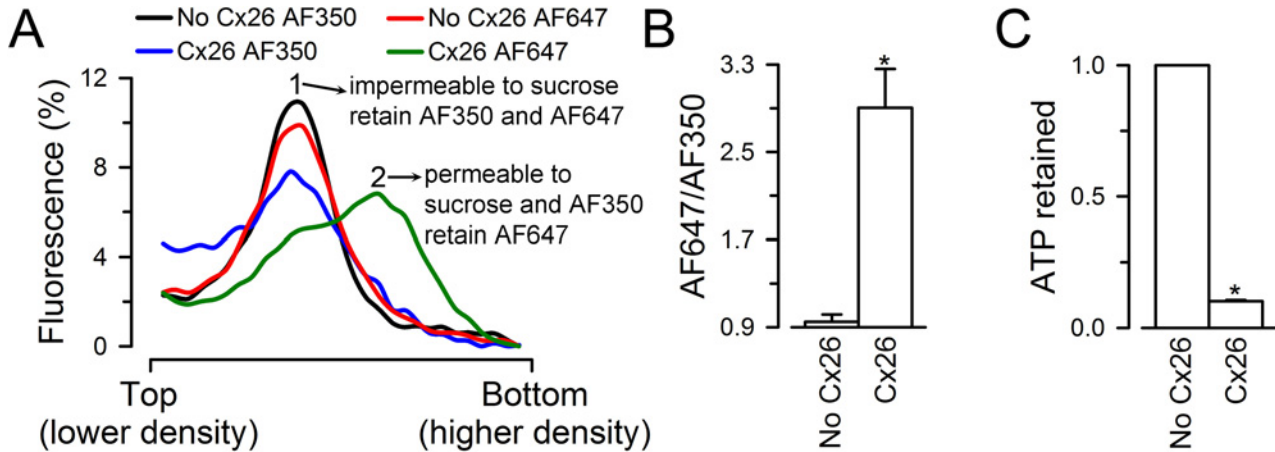 A
No Cx26 AF350
No Cx26 AF647
Cx26 AF350
Cx26 AF647
Fluorescence (%)
12
8
4
0
1
impermeable to sucrose
retain AF350 and AF647
2
permeable to
sucrose and AF350
retain AF647
Top
(lower density)
Bottom
(higher density)
B
AF647/AF350
3.3
2.5
1.7
0.9
*
No Cx26
Cx26
C
ATP retained
1.0
0.5
0.0
*
No Cx26
Cx26